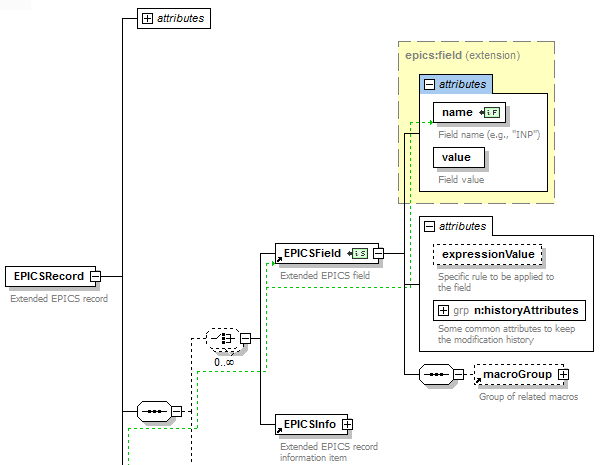 attributes
epics:field (extension)
attributes
name iF
Field name (e.g., "INP")
value
Field value
attributes
EPICSField iS
Extended EPICS field
expressionValue
Specific rule to be applied to
the field
EPICSRecord
Extended EPICS record
grp n:historyAttributes
Some common attributes to keep
the modification history
0..∞
macroGroup
Group of related macros
EPICSInfo
Extended EPICS record
information item